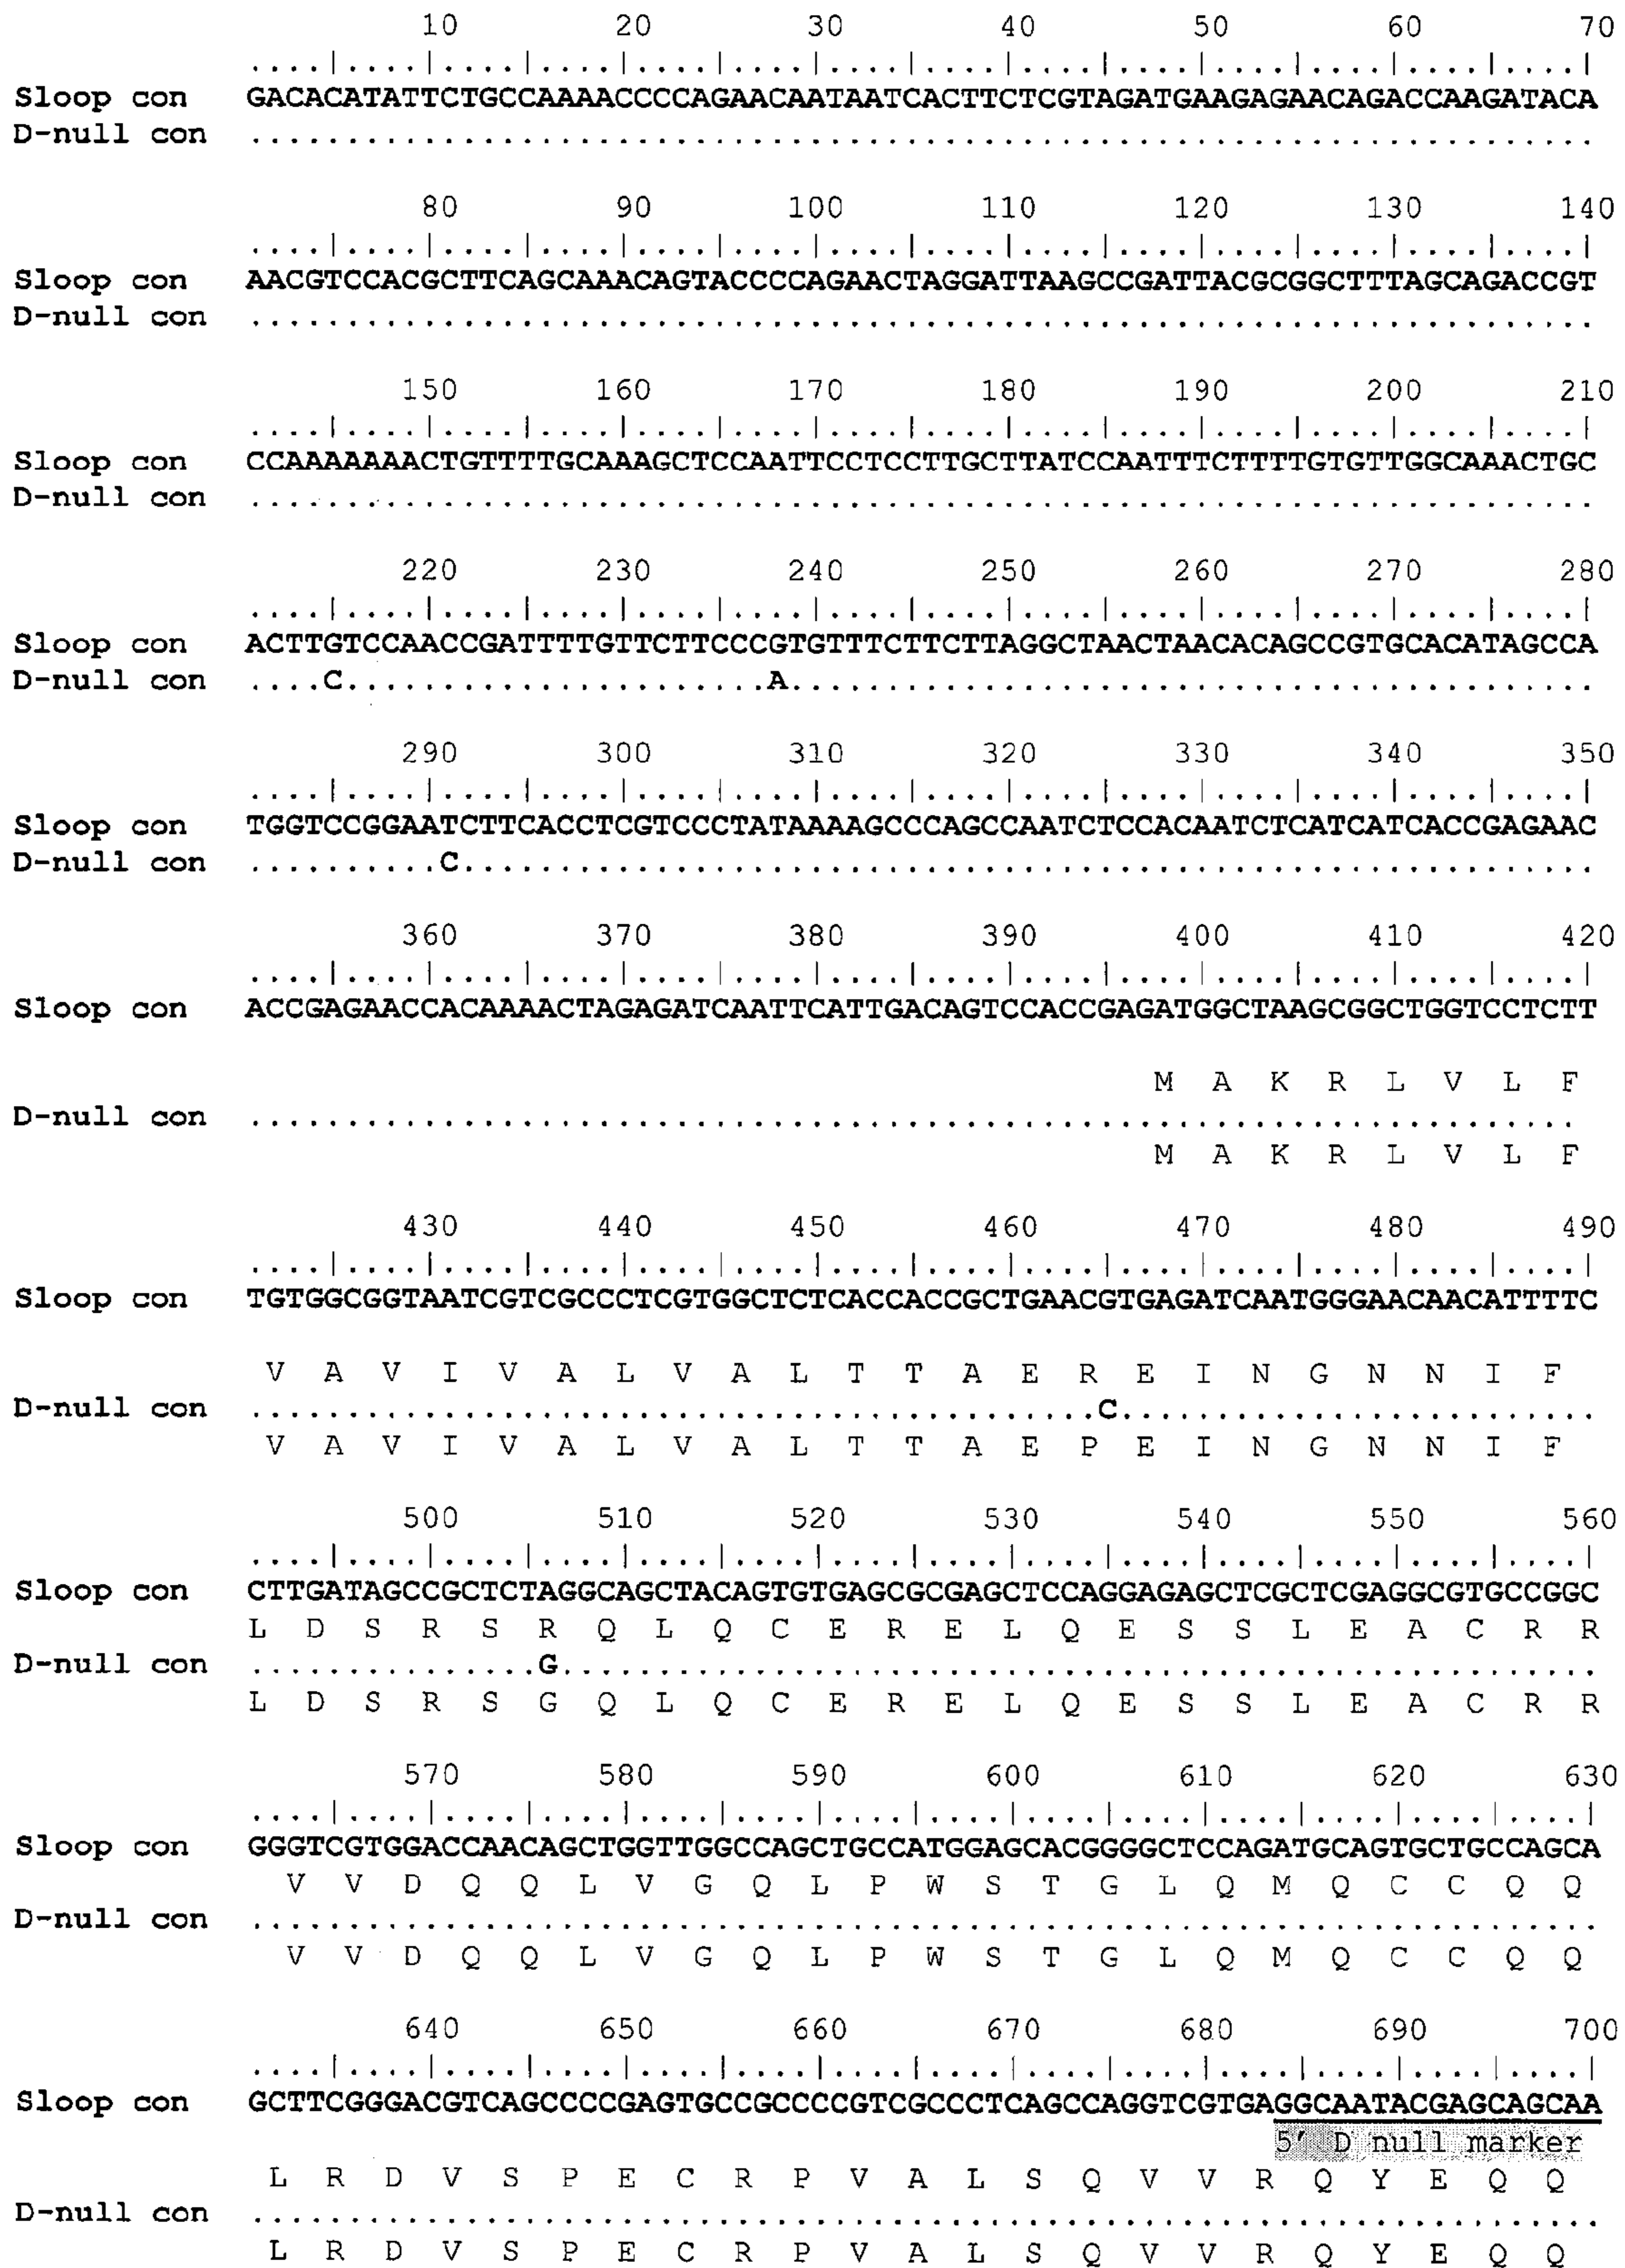 10 20 30 40 50 60 70
....|....|....|....|....|....|....|....|....|....|....|....|....|....|
Sloop con GACACATATTCTGCCAAAACCCCAGAACAATAATCACTTCTCGTAGATGAAGAGAACAGACCAAGATACA
D-null con ......................................................................
80 90 100 110 120 130 140
....|....|....|....|....|....|....|....|....|....|....|....|....|....|
Sloop con AACGTCCACGCTTCAGCAAACAGTACCCCAGAACTAGGATTAAGCCGATTACGCGGCTTTAGCAGACCGT
D-null con ......................................................................
150 160 170 180 190 200 210
....|....|....|....|....|....|....|....|....|....|....|....|....|....|
Sloop con CCAAAAAAACTGTTTTGCAAAGCTCCAATTCCTCCTTGCTTATCCAATTTCTTTTGTGTTGGCAAACTGC
D-null con ......................................................................
220 230 240 250 260 270 280
....|....|....|....|....|....|....|....|....|....|....|....|....|....|
Sloop con ACTTGTCCAACCGATTTTGTTCTTCCCGTGTTTCTTCTTAGGCTAACTAACACAGCCGTGCACATAGCCA
D-null con ....C......................A..........................................
290 300 310 320 330 340 350
....|....|....|....|....|....|....|....|....|....|....|....|....|....|
Sloop con TGGTCCGGAATCTTCACCTCGTCCCTATAAAAGCCCAGCCAATCTCCACAATCTCATCATCACCGAGAAC
D-null con ..........C...........................................................
360 370 380 390 400 410 420
....|....|....|....|....|....|....|....|....|....|....|....|....|....|
Sloop con ACCGAGAACCACAAAACTAGAGATCAATTCATTGACAGTCCACCGAGATGGCTAAGCGGCTGGTCCTCTT
M A K R L V L F
D-null con ......................................................................
M A K R L V L F
430 440 450 460 470 480 490
....|....|....|....|....|....|....|....|....|....|....|....|....|....|
Sloop con TGTGGCGGTAATCGTCGCCCTCGTGGCTCTCACCACCGCTGAACGTGAGATCAATGGGAACAACATTTTC
V A V I V A L V A L T T A E R E I N G N N I F
D-null con ............................................C.........................
V A V I V A L V A L T T A E P E I N G N N I F
500 510 520 530 540 550 560
....|....|....|....|....|....|....|....|....|....|....|....|....|....|
Sloop con CTTGATAGCCGCTCTAGGCAGCTACAGTGTGAGCGCGAGCTCCAGGAGAGCTCGCTCGAGGCGTGCCGGC
L D S R S R Q L Q C E R E L Q E S S L E A C R R
D-null con ...............G......................................................
L D S R S G Q L Q C E R E L Q E S S L E A C R R
570 580 590 600 610 620 630
....|....|....|....|....|....|....|....|....|....|....|....|....|....|
Sloop con GGGTCGTGGACCAACAGCTGGTTGGCCAGCTGCCATGGAGCACGGGGCTCCAGATGCAGTGCTGCCAGCA
V V D Q Q L V G Q L P W S T G L Q M Q C C Q Q
D-null con ......................................................................
V V D Q Q L V G Q L P W S T G L Q M Q C C Q Q
640 650 660 670 680 690 700
....|....|....|....|....|....|....|....|....|....|....|....|....|....|
Sloop con GCTTCGGGACGTCAGCCCCGAGTGCCGCCCCGTCGCCCTCAGCCAGGTCGTGAGGCAATACGAGCAGCAA
5′ D null marker
L R D V S P E C R P V A L S Q V V R Q Y E Q Q
D-null con ......................................................................
L R D V S P E C R P V A L S Q V V R Q Y E Q Q